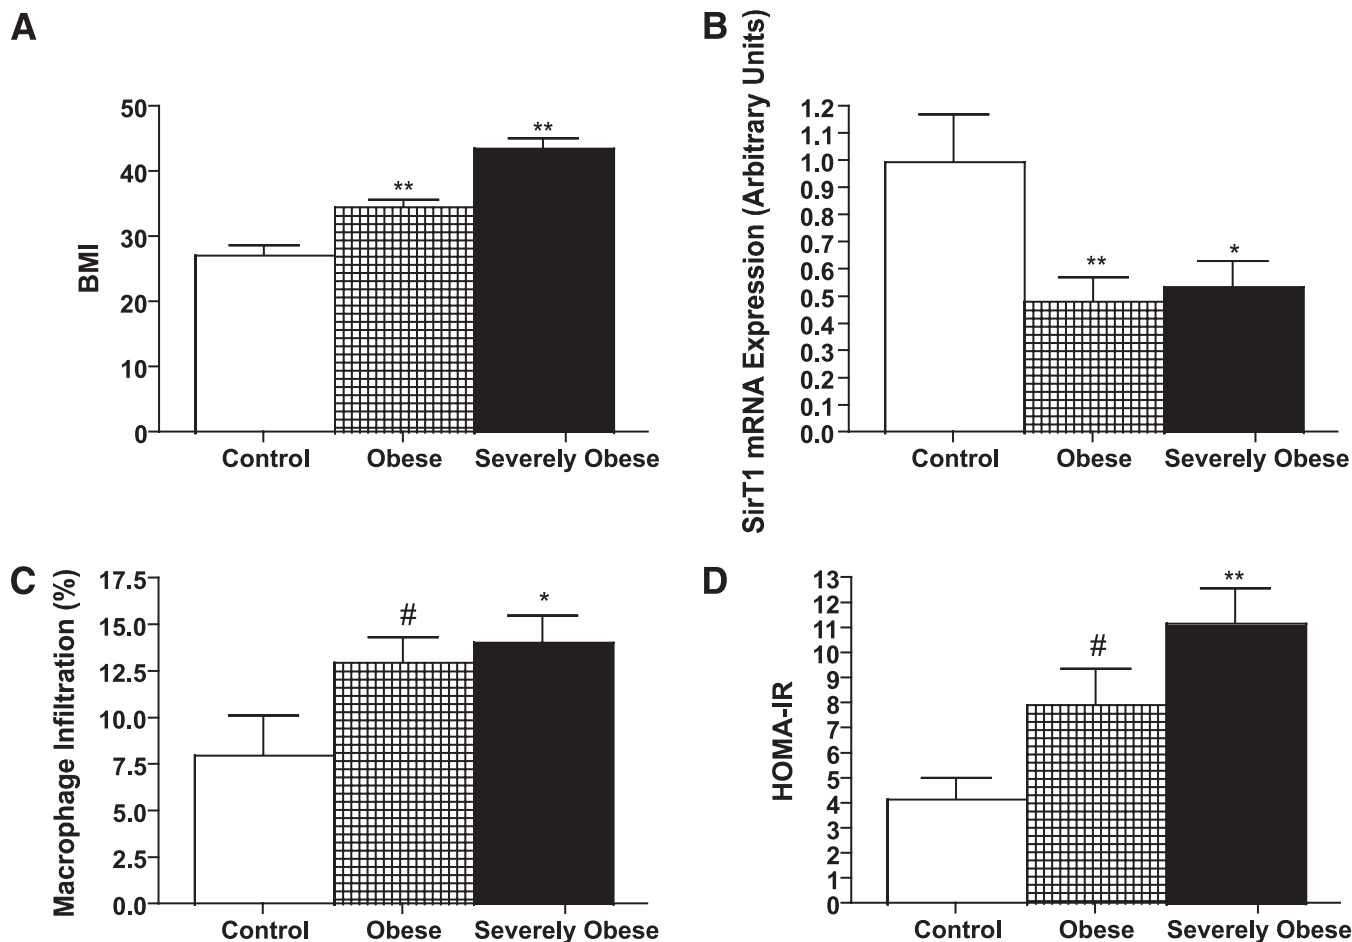 A
BMI
50
40
30
20
10
0
**
**
Control
Obese
Severely Obese
B
SirT1 mRNA Expression (Arbitrary Units)
1.2
1.1
1.0
0.9
0.8
0.7
0.6
0.5
0.4
0.3
0.2
0.1
0.0
**
*
Control
Obese
Severely Obese
C
Macrophage Infiltration (%)
17.5
15.0
12.5
10.0
7.5
5.0
2.5
0.0
#
*
Control
Obese
Severely Obese
D
HOMA-IR
13
12
11
10
9
8
7
6
5
4
3
2
1
0
#
**
Control
Obese
Severely Obese